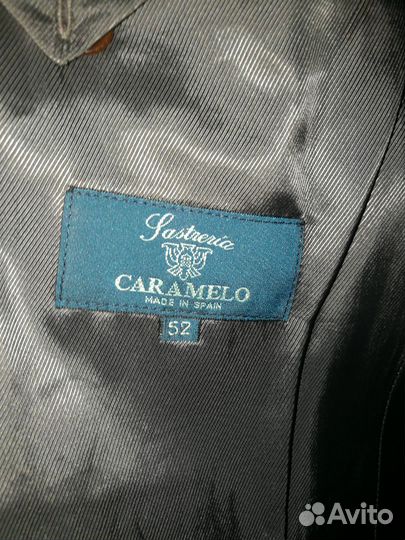 Sastrería
CARAMELO
MADE IN SPAIN
52
Avito